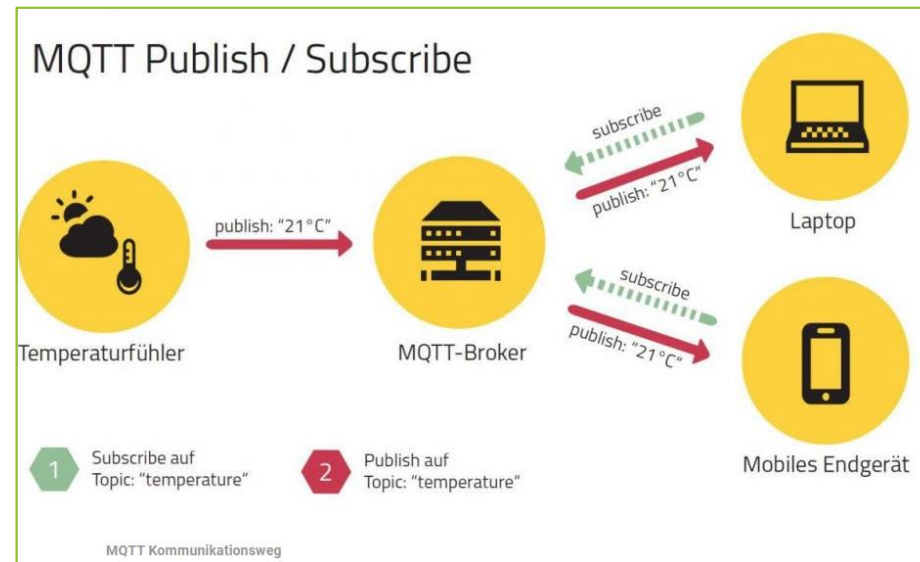 MQTT Publish / Subscribe
subscribe
publish: "21°C"
Laptop
publish: "21°C"
Temperaturfühler
MQTT-Broker
subscribe
publish: "21°C"
Mobiles Endgerät
1
Subscribe auf
Topic: "temperature"
2
Publish auf
Topic: "temperature"
MQTT Kommunikationsweg